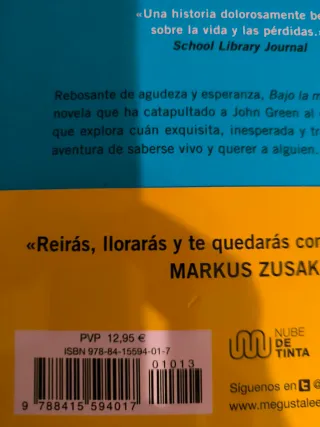 «Una historia dolorosamente be
sobre la vida y las pérdidas.»
School Library Journal
Rebosante de agudeza y esperanza, Bajo la m
novela que ha catapultado a John Green al
que explora cuán exquisita, inesperada y tr
aventura de saberse vivo y querer a alguien.
«Reirás, llorarás y te quedarás con
MARKUS ZUSAK
PVP 12,95 €
ISBN 978-84-15594-01-7
01013
9 788415 594017
NUBE
DE
TINTA
Síguenos en
www.megustalee